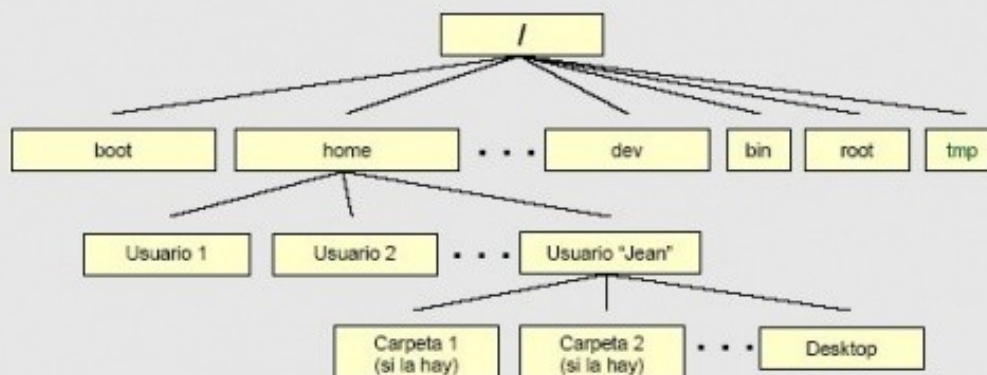 /
boot
home
. . .
dev
bin
root
tmp
Usuario 1
Usuario 2
. . .
Usuario "Jean"
Carpeta 1
(si la hay)
Carpeta 2
(si la hay)
. . .
Desktop